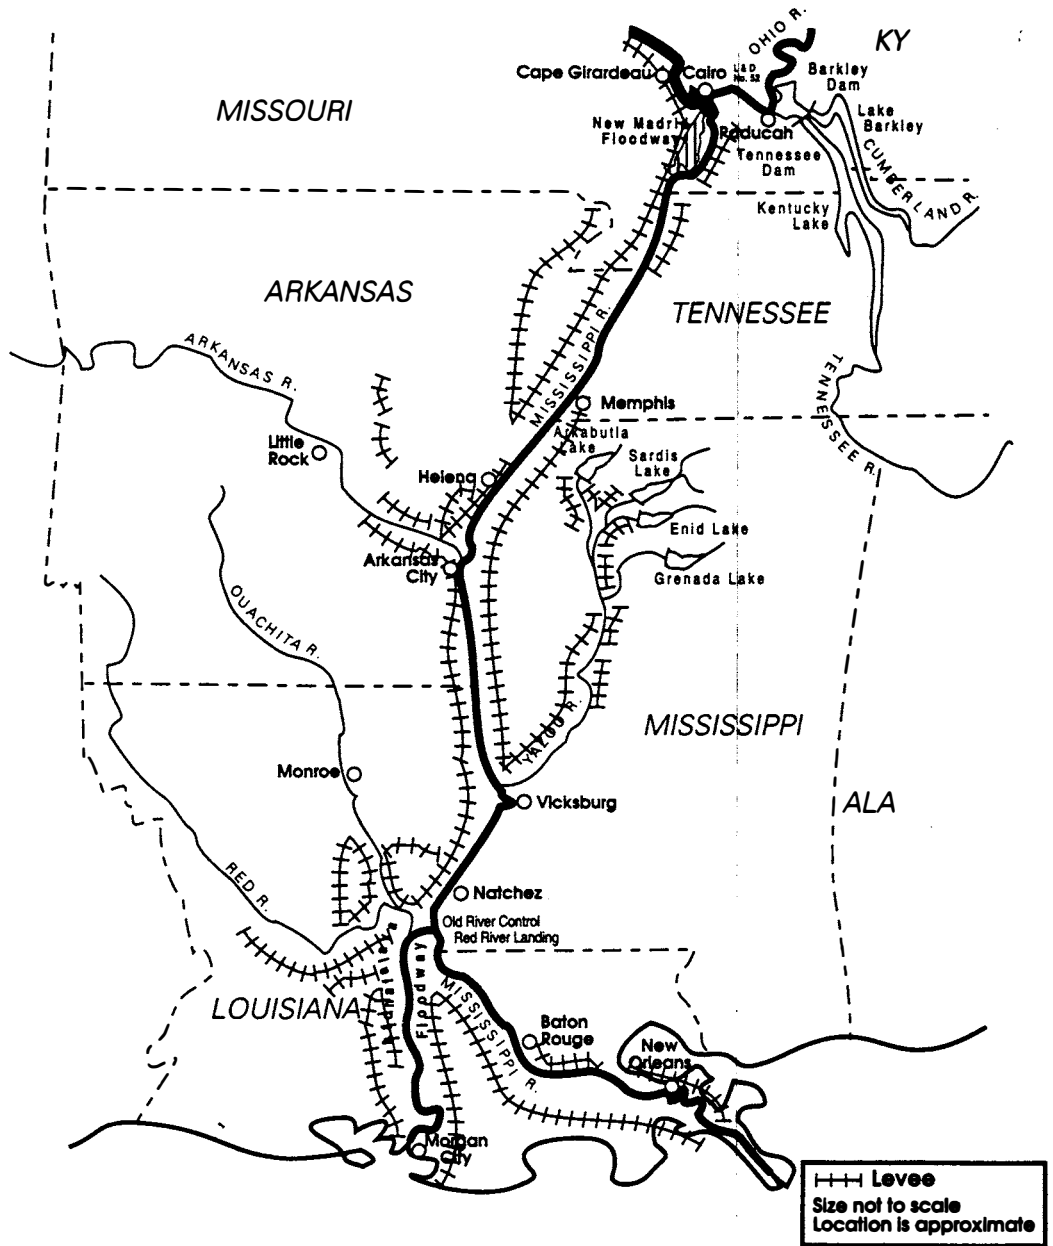 OHIO R.
KY
Cape Girardeau
Cairo
L&D
No. 52
Barkley
Dam
MISSOURI
New Madri
Floodway
Paducah
Lake
Barkley
Tennessee
Dam
CUMBERLAND R.
Kentucky
Lake
ARKANSAS
TENNESSEE
ARKANSAS R.
MISSISSIPPI R.
TENNESSEE R.
Memphis
Little
Rock
Arkabutla
Lake
Sardis
Lake
Helena
Enid Lake
Arkansas
City
Grenada Lake
OUACHITA R.
YAZOO R.
MISSISSIPPI
Monroe
Vicksburg
ALA
RED R.
Natchez
Old River Control
Red River Landing
Atchafalaya
Floodway
LOUISIANA
MISSISSIPPI R.
Baton
Rouge
New
Orleans
Morgan
City
Levee
Size not to scale
Location is approximate